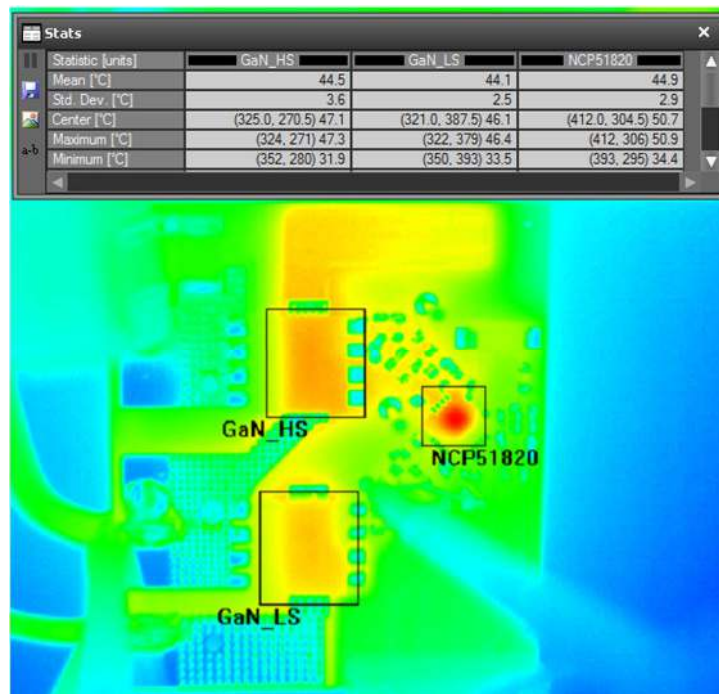 Stats
Statistic [units] GaN_HS GaN_LS NCP51820
Mean [°C] 44.5 44.1 44.9
Std. Dev. [°C] 3.6 2.5 2.9
Center [°C] (325.0, 270.5) 47.1 (321.0, 387.5) 46.1 (412.0, 304.5) 50.7
Maximum [°C] (324, 271) 47.3 (322, 379) 46.4 (412, 306) 50.9
Minimum [°C] (352, 280) 31.9 (350, 393) 33.5 (393, 295) 34.4
a-b
GaN_HS
NCP51820
GaN_LS